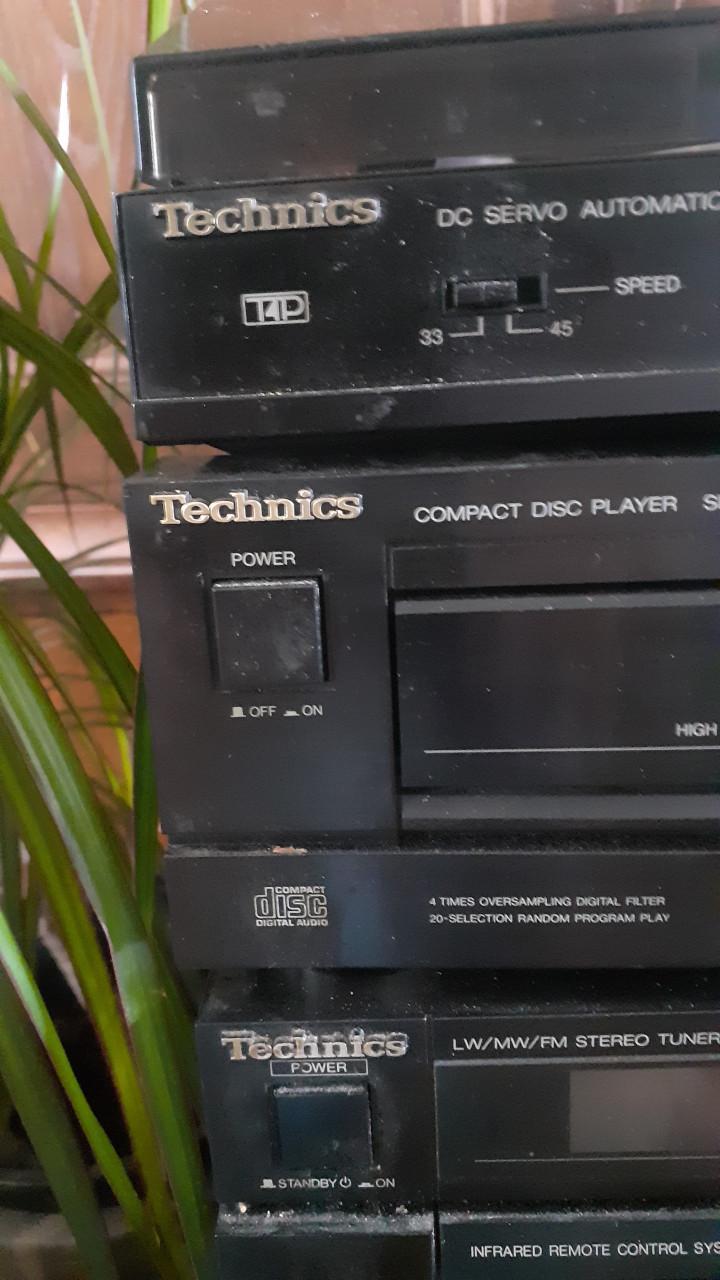 Technics DC SERVO AUTOMATIC
T4P
SPEED
33 45
Technics COMPACT DISC PLAYER
POWER
OFF ON
HIGH
COMPACT
disc
DIGITAL AUDIO
4 TIMES OVERSAMPLING DIGITAL FILTER
20-SELECTION RANDOM PROGRAM PLAY
Technics LW/MW/FM STEREO TUNER
POWER
STANDBY ON
INFRARED REMOTE CONTROL